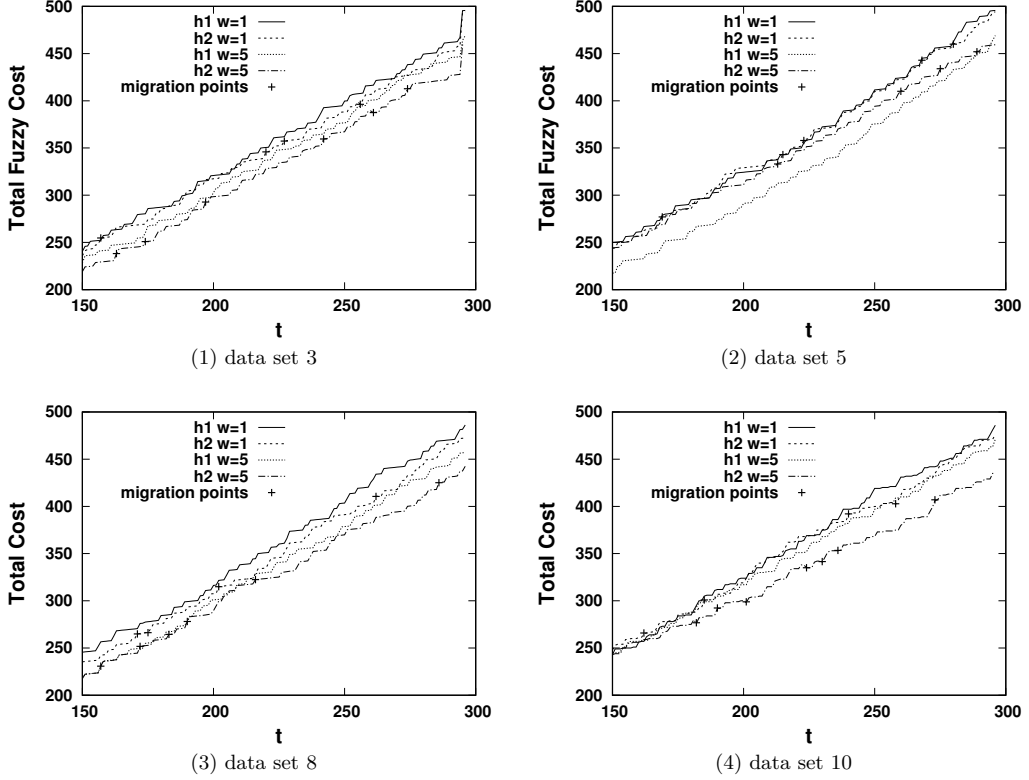 500
450
400
350
300
250
200
Total Fuzzy Cost
h1 w=1
h2 w=1
h1 w=5
h2 w=5
migration points
150
200
250
300
t
(1) data set 3
500
450
400
350
300
250
200
Total Fuzzy Cost
h1 w=1
h2 w=1
h1 w=5
h2 w=5
migration points
150
200
250
300
t
(2) data set 5
500
450
400
350
300
250
200
Total Cost
h1 w=1
h2 w=1
h1 w=5
h2 w=5
migration points
150
200
250
300
t
(3) data set 8
500
450
400
350
300
250
200
Total Cost
h1 w=1
h2 w=1
h1 w=5
h2 w=5
migration points
150
200
250
300
t
(4) data set 10